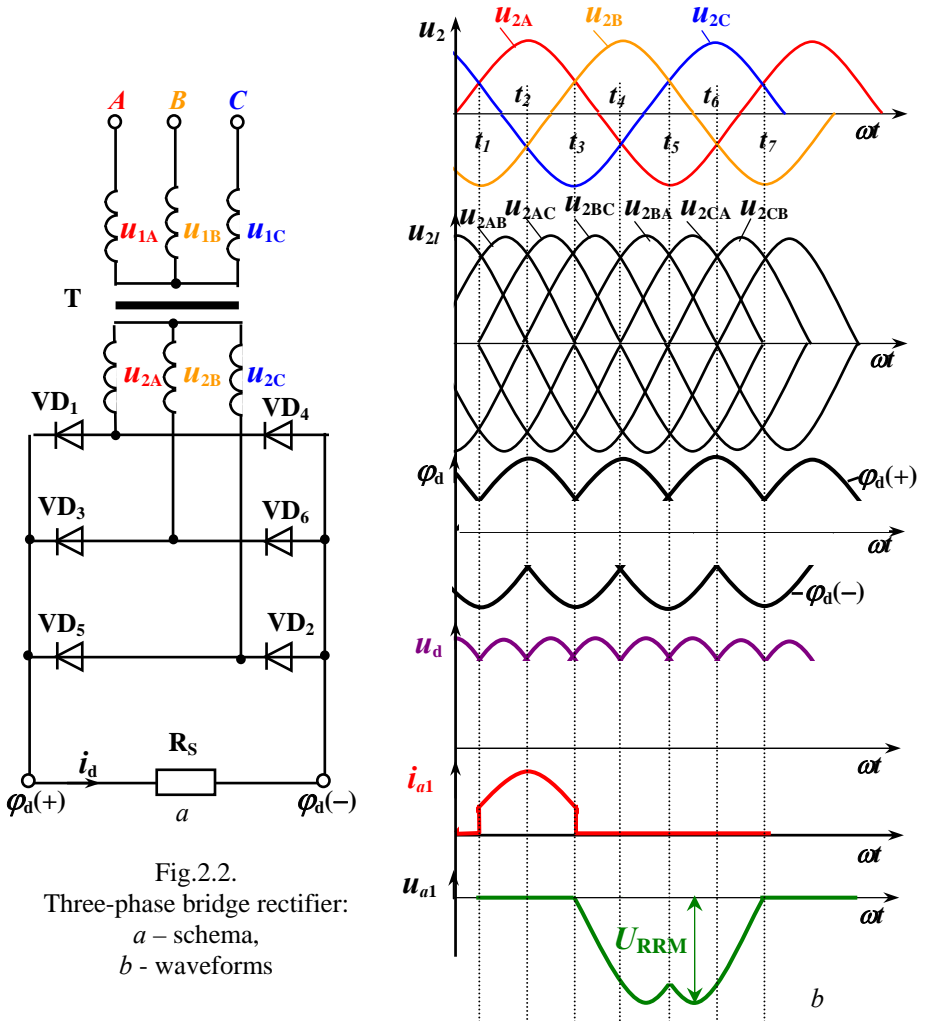 A B C
u1A u1B u1C
T
u2A u2B u2C
VD1 VD4
VD3 VD6
VD5 VD2
RS
id
φd(+) φd(−)
a
Fig.2.2.
Three-phase bridge rectifier:
a – schema,
b - waveforms
u2 u2A u2B u2C
t1 t2 t3 t4 t5 t6 t7
ωt
u2l u2AB u2AC u2BC u2BA u2CA u2CB
ωt
φd φd(+)
ωt
φd(−)
ud
ωt
ia1
ωt
ua1
ωt
URRM
b